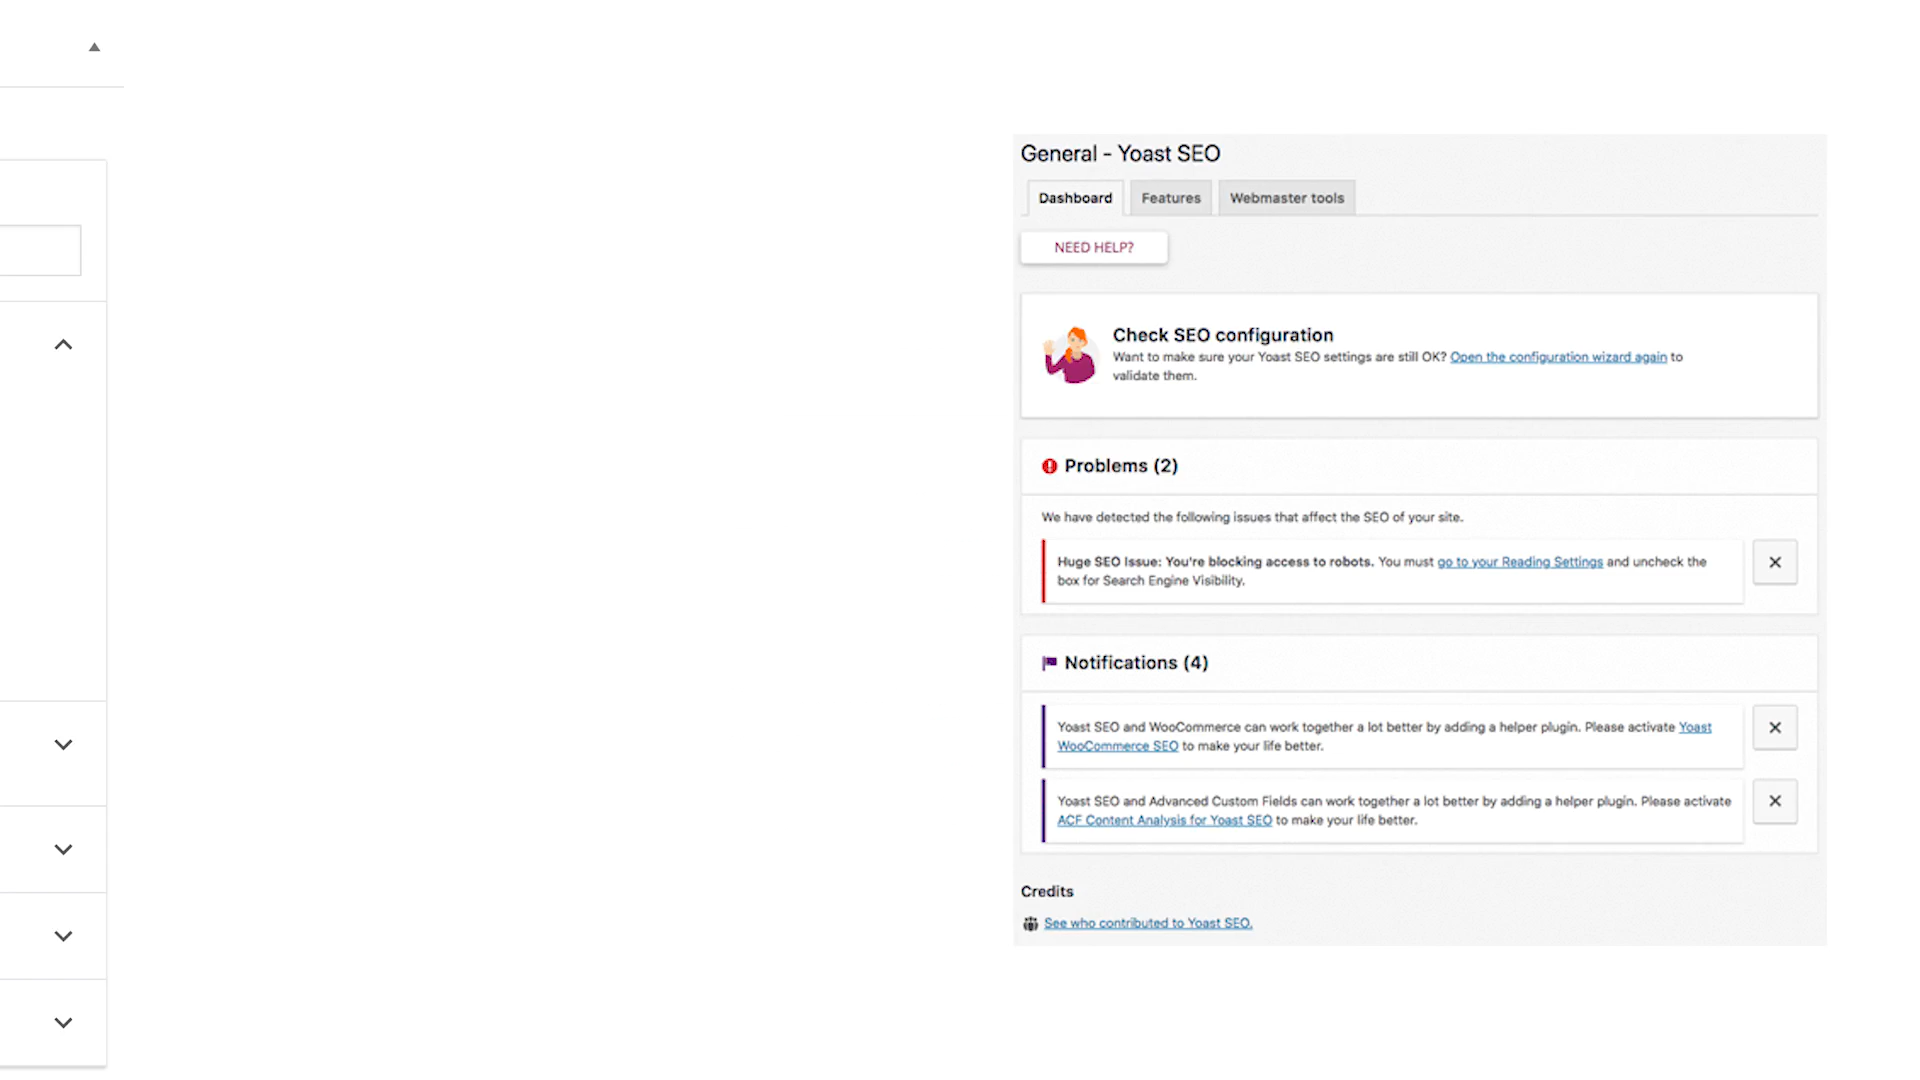 General - Yoast SEO
Dashboard
Features
Webmaster tools
NEED HELP?
Check SEO configuration
Want to make sure your Yoast SEO settings are still OK? Open the configuration wizard again to
validate them.
Problems (2)
We have detected the following issues that affect the SEO of your site.
Huge SEO Issue: You're blocking access to robots. You must go to your Reading Settings and uncheck the
box for Search Engine Visibility.
Notifications (4)
Yoast SEO and WooCommerce can work together a lot better by adding a helper plugin. Please activate Yoast
WooCommerce SEO to make your life better.
Yoast SEO and Advanced Custom Fields can work together a lot better by adding a helper plugin. Please activate
ACF Content Analysis for Yoast SEO to make your life better.
Credits
See who contributed to Yoast SEO.